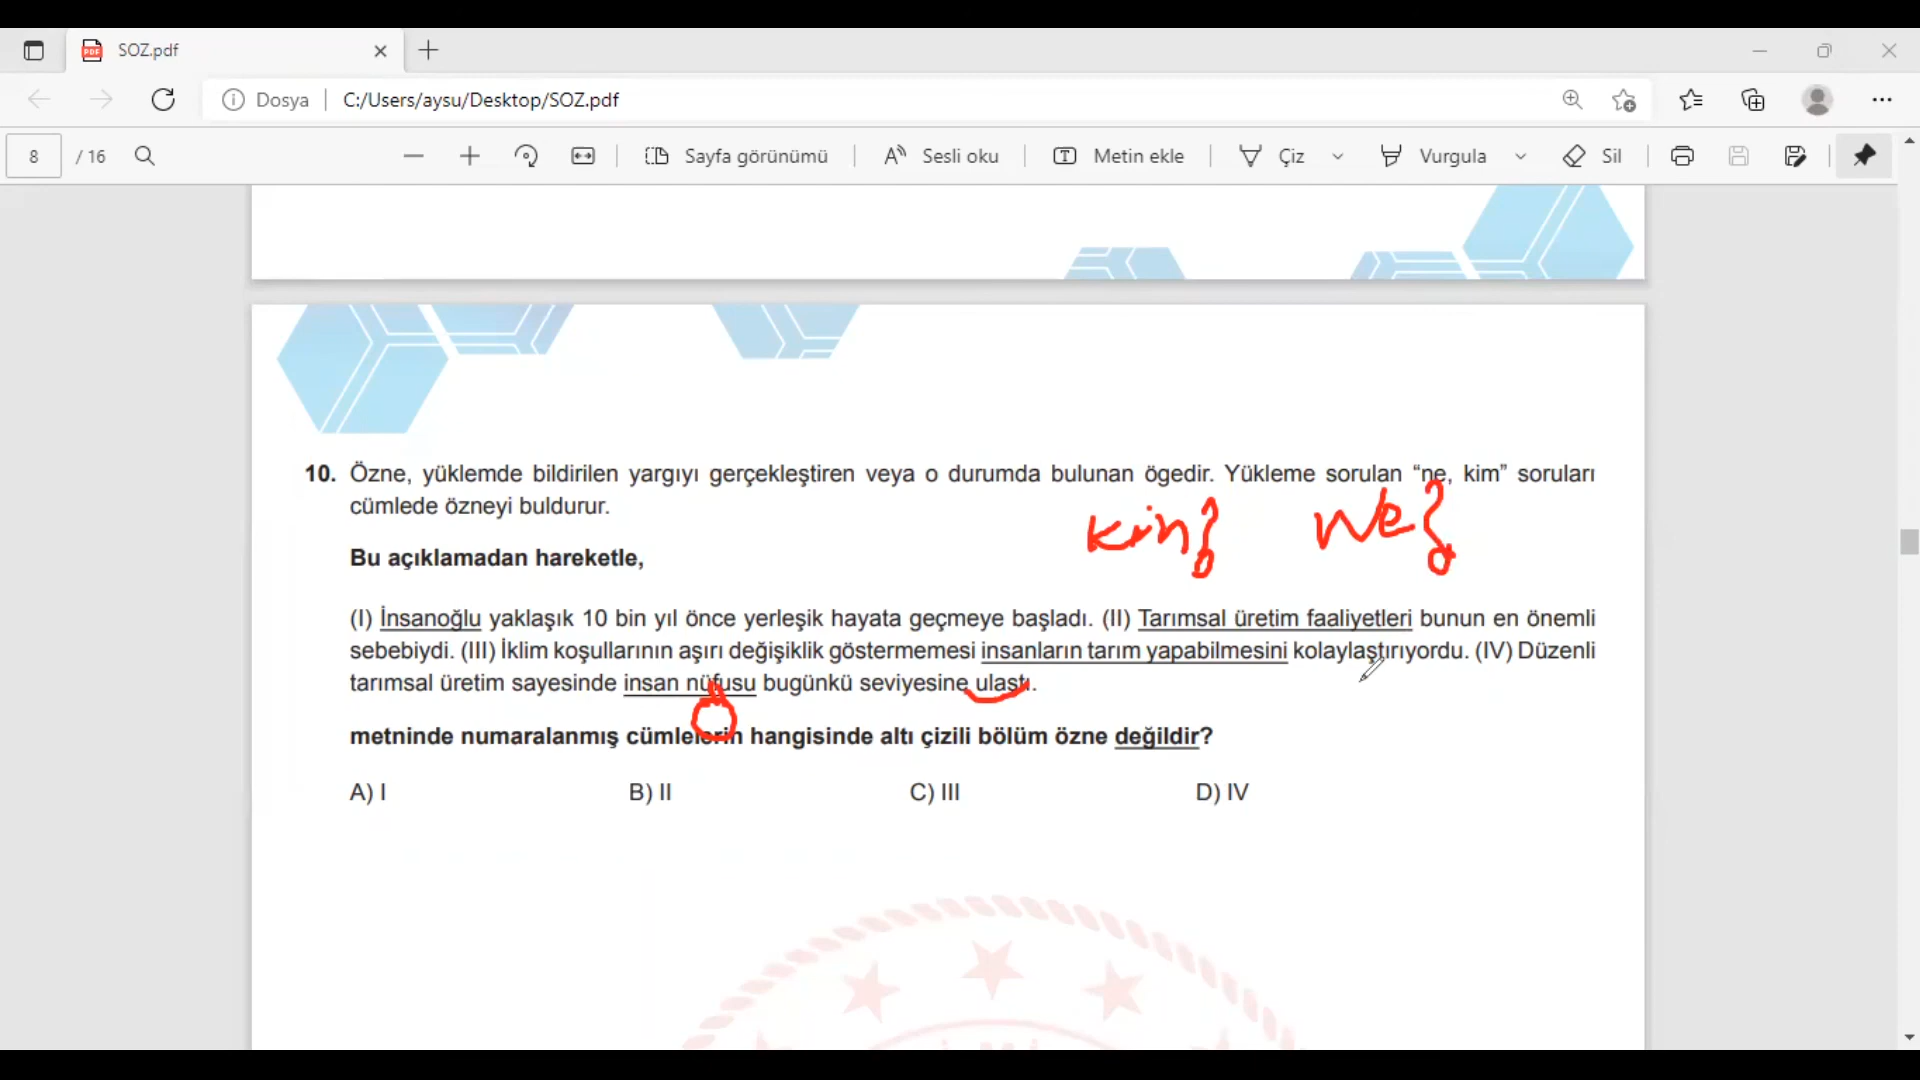 SOZ.pdf
Dosya C:/Users/aysu/Desktop/SOZ.pdf
8 / 16 Sayfa görünümü Sesli oku Metin ekle Çiz Vurgula Sil
10. Özne, yüklemde bildirilen yargıyı gerçekleştiren veya o durumda bulunan ögedir. Yükleme sorulan “ne, kim” soruları
cümlede özneyi buldurur.
Kim? Ne?
Bu açıklamadan hareketle,
(I) İnsanoğlu yaklaşık 10 bin yıl önce yerleşik hayata geçmeye başladı. (II) Tarımsal üretim faaliyetleri bunun en önemli
sebebiydi. (III) İklim koşullarının aşırı değişiklik göstermemesi insanların tarım yapabilmesini kolaylaştırıyordu. (IV) Düzenli
tarımsal üretim sayesinde insan nüfusu bugünkü seviyesine ulaştı.
Ö
metninde numaralanmış cümlelerin hangisinde altı çizili bölüm özne değildir?
A) I B) II C) III D) IV